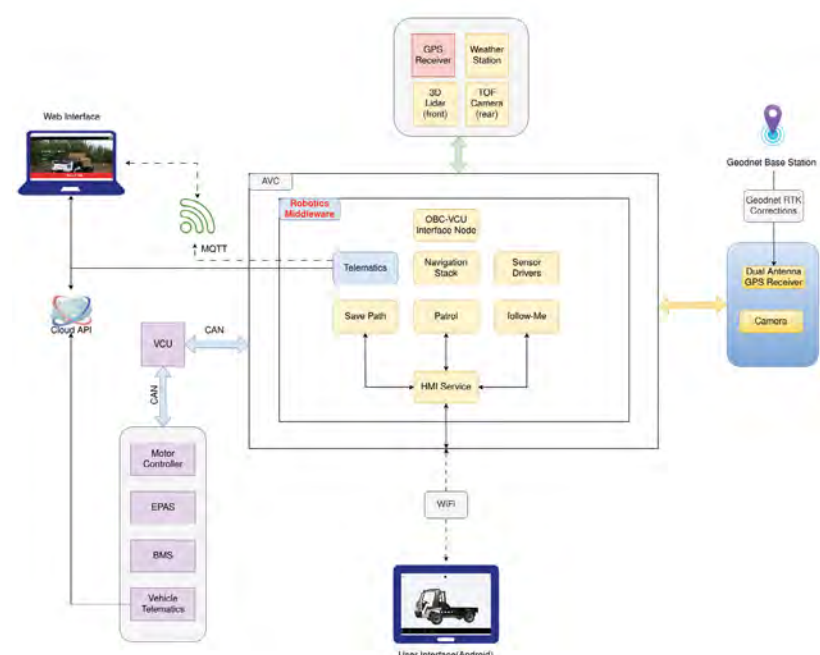 GPS
Receiver
Weather
Station
3D
Lidar
(front)
TOF
Camera
(rear)
Web Interface
Geodnet Base Station
AVC
Robotics
Middleware
Geodnet RTK
Corrections
OBC-VCU
Interface Node
MQTT
Telematics
Navigation
Stack
Sensor
Drivers
Dual Antenna
GPS Receiver
Save Path
Patrol
follow-Me
Camera
Cloud API
VCU
CAN
CAN
HMI Service
Motor
Controller
EPAS
WiFi
BMS
Vehicle
Telematics
User Interface(Android)